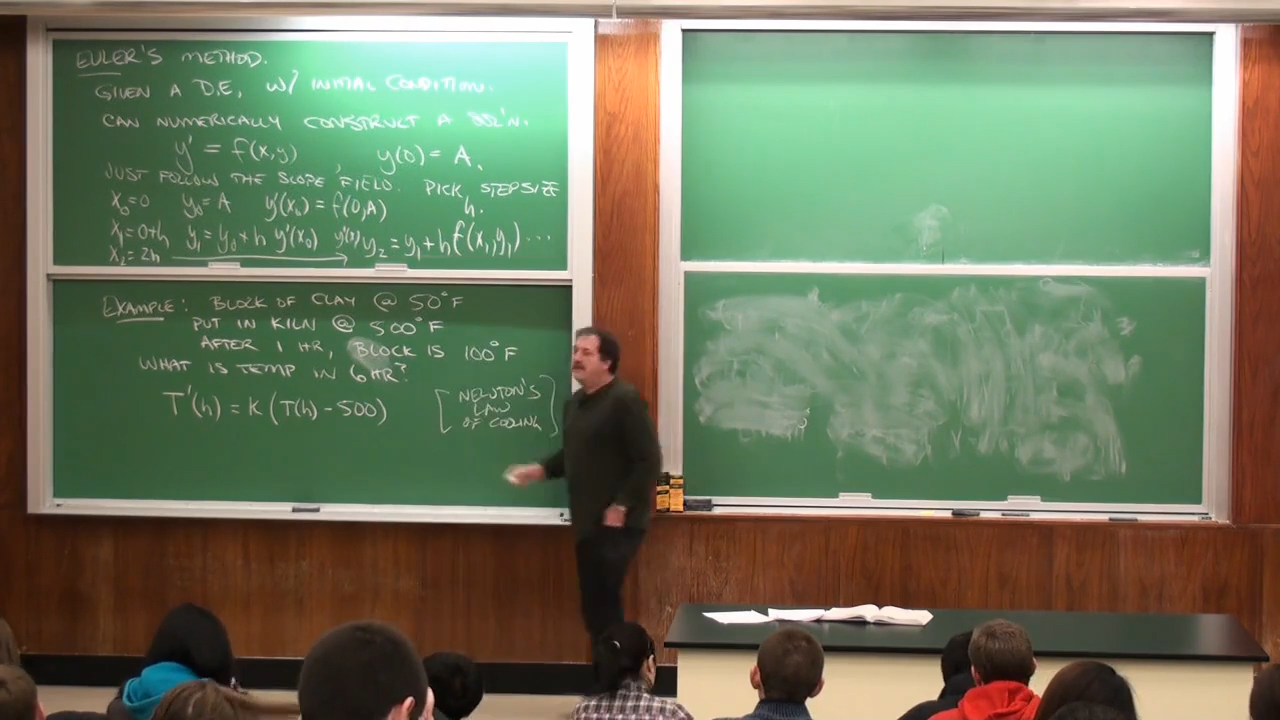 EULER'S METHOD.
GIVEN A D.E, W/ INITIAL CONDITION.
CAN NUMERICALLY CONSTRUCT A SOL'N.
y' = f(x,y) , y(0) = A.
JUST FOLLOW THE SLOPE FIELD. PICK STEPSIZE h.
x₀=0 y₀=A y'(x₀) = f(0,A)
x₁=0+h y₁=y₀+h y'(x₀) y'(x₁) y₂=y₁+h f(x₁,y₁) ...
x₂=2h
EXAMPLE: BLOCK OF CLAY @ 50°F
PUT IN KILN @ 500°F
AFTER 1 HR, BLOCK IS 100°F
WHAT IS TEMP IN 6 HR?
T'(h) = K (T(h) - 500)
[NEWTON'S
LAW
OF COOLING]